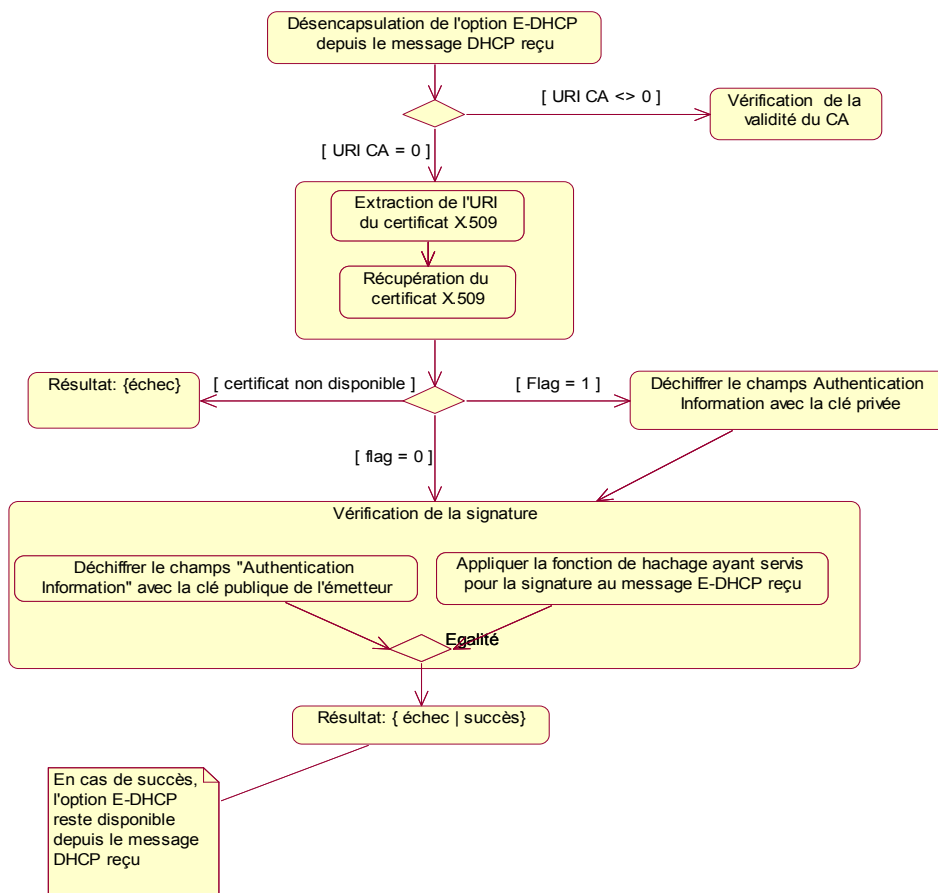 Désencapsulation de l'option E-DHCP
depuis le message DHCP reçu
[ URI CA <> 0 ]
Vérification de la
validité du CA
[ URI CA = 0 ]
Extraction de l'URI
du certificat X.509
Récupération du
certificat X.509
Résultat: {échec}
[ certificat non disponible ]
[ Flag = 1 ]
Déchiffrer le champs Authentication
Information avec la clé privée
[ flag = 0 ]
Vérification de la signature
Déchiffrer le champs "Authentication
Information" avec la clé publique de l'émetteur
Appliquer la fonction de hachage ayant servis
pour la signature au message E-DHCP reçu
Egalité
Résultat: { échec | succès}
En cas de succès,
l'option E-DHCP
reste disponible
depuis le message
DHCP reçu